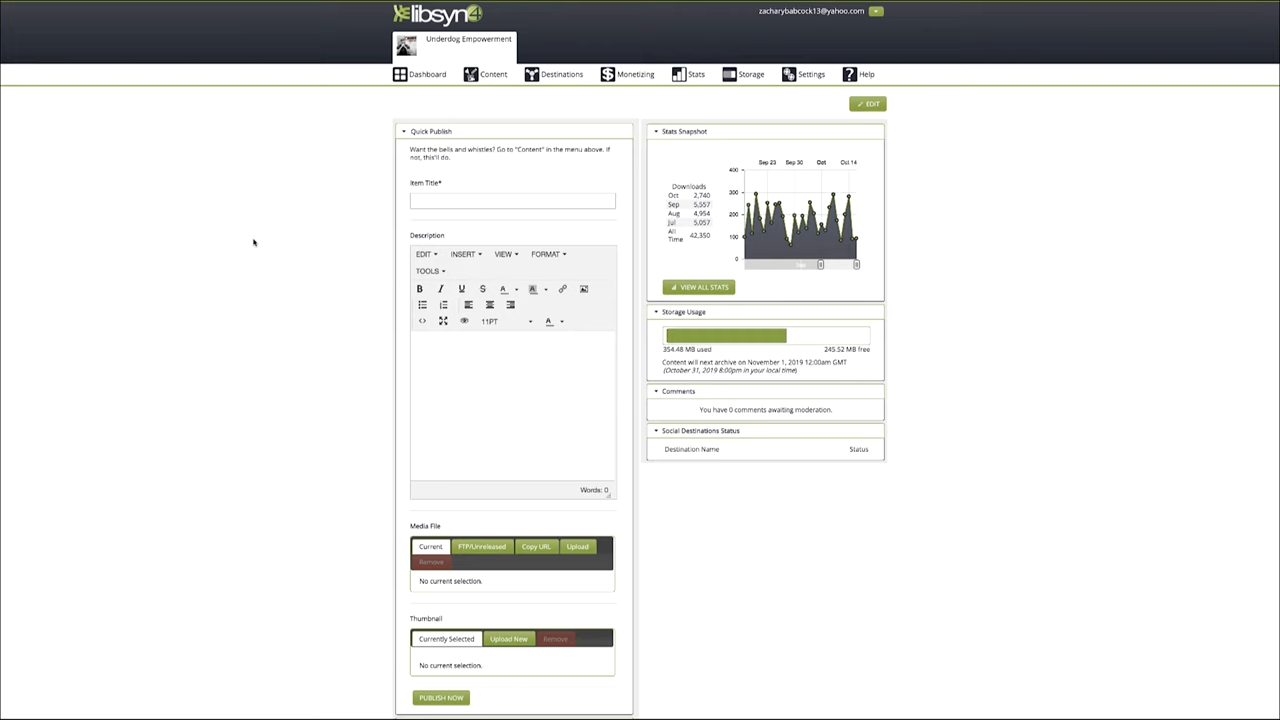 libsyn4
zacharybabcock13@yahoo.com
Underdog Empowerment
Dashboard Content Destinations Monetizing Stats Storage Settings Help
EDIT
Quick Publish
Want the bells and whistles? Go to "Content" in the menu above. If
not, this'll do.
Item Title*
Description
EDIT INSERT VIEW FORMAT
TOOLS
B I U S A A
11PT A
Words: 0
Media File
Current FTP/Unreleased Copy URL Upload
Remove
No current selection.
Thumbnail
Currently Selected Upload New Remove
No current selection.
PUBLISH NOW
Stats Snapshot
Sep 23 Sep 30 Oct Oct 14
400
300
200
100
0
Downloads
Oct 2,740
Sep 5,557
Aug 4,954
Jul 5,057
All
Time 42,350
Sep
VIEW ALL STATS
Storage Usage
354.48 MB used 245.52 MB free
Content will next archive on November 1, 2019 12:00am GMT
(October 31, 2019 8:00pm in your local time)
Comments
You have 0 comments awaiting moderation.
Social Destinations Status
Destination Name Status